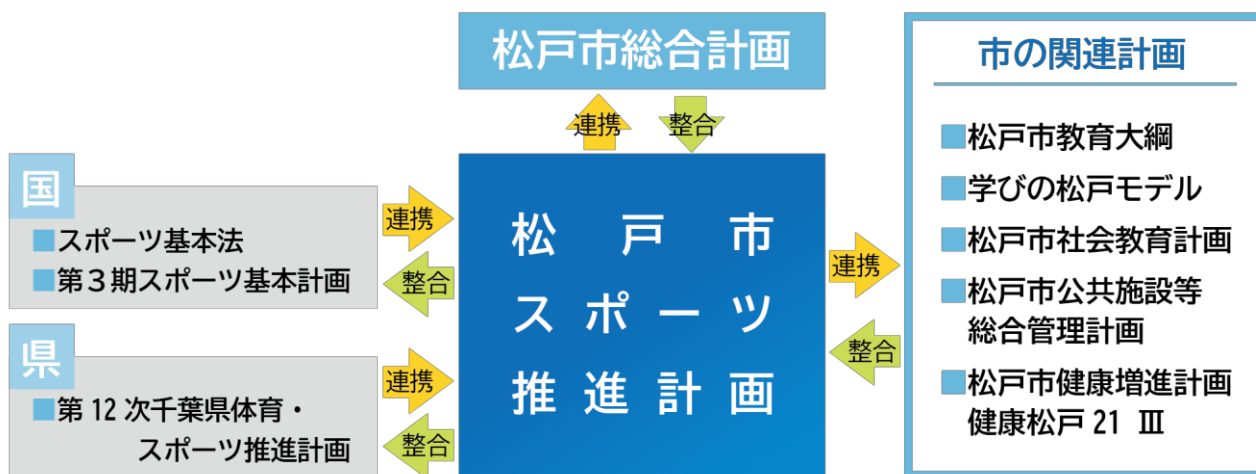 松戸市総合計画
連携
整合
国
■スポーツ基本法
■第3期スポーツ基本計画
連携
整合
県
■第12次千葉県体育・
スポーツ推進計画
連携
整合
松戸市
スポーツ
推進計画
連携
整合
市の関連計画
■松戸市教育大綱
■学びの松戸モデル
■松戸市社会教育計画
■松戸市公共施設等
総合管理計画
■松戸市健康増進計画
健康松戸21 Ⅲ